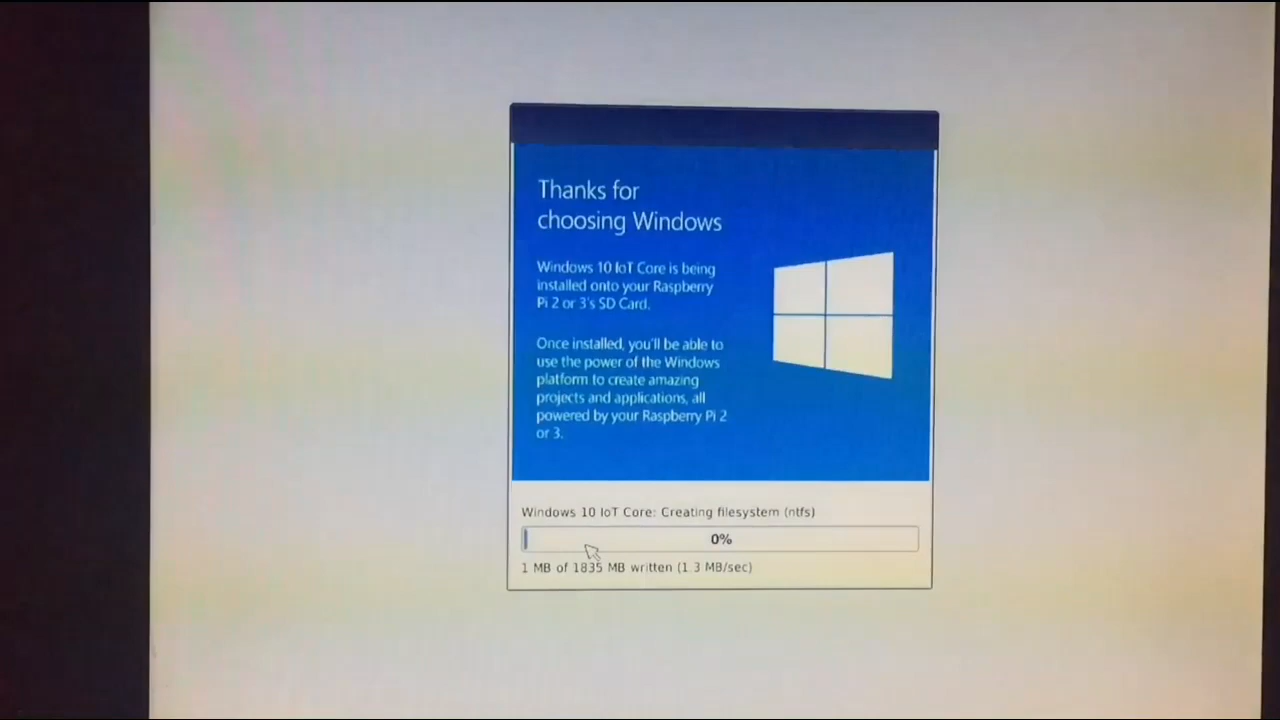 Thanks for
choosing Windows
Windows 10 IoT Core is being
installed onto your Raspberry
Pi 2 or 3's SD Card.
Once installed, you'll be able to
use the power of the Windows
platform to create amazing
projects and applications, all
powered by your Raspberry Pi 2
or 3.
Windows 10 IoT Core: Creating filesystem (ntfs)
0%
1 MB of 1835 MB written (1.3 MB/sec)